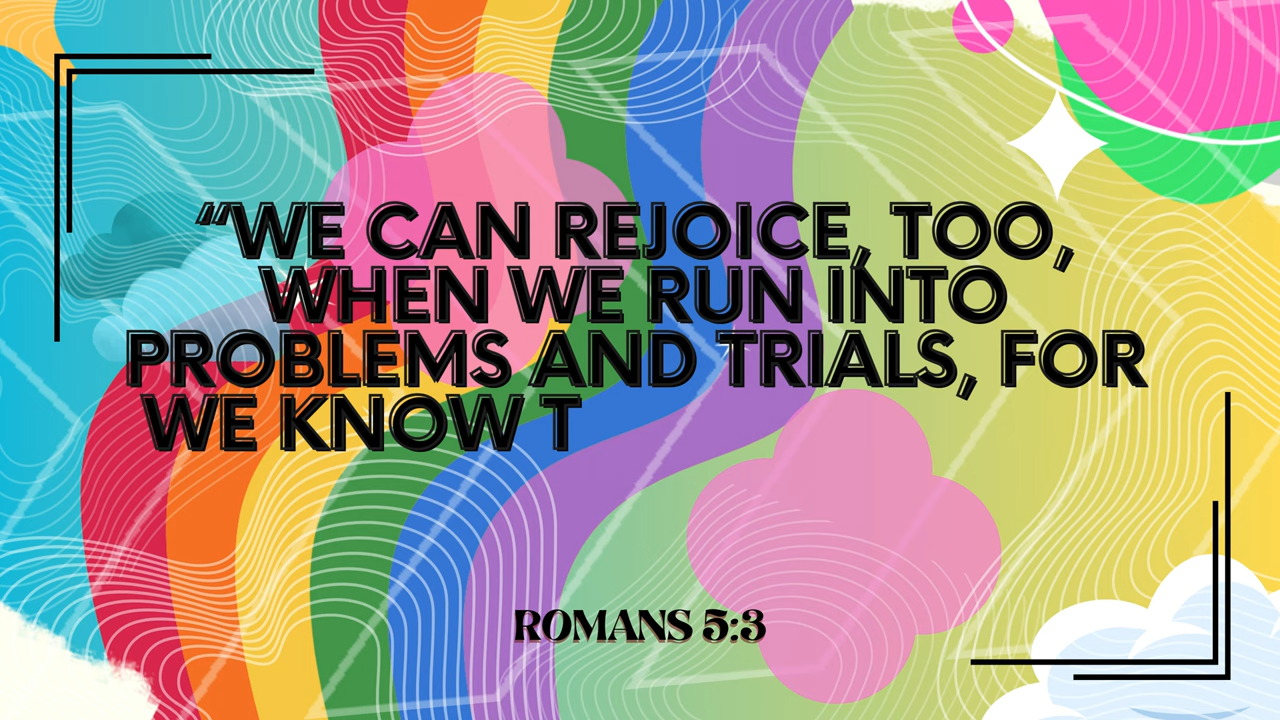 “WE CAN REJOICE, TOO,
WHEN WE RUN INTO
PROBLEMS AND TRIALS, FOR
WE KNOW T
ROMANS 5:3